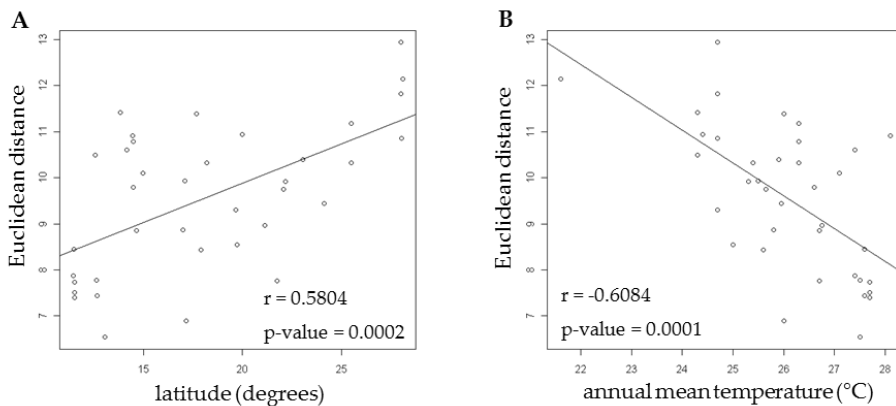 A
Euclidean distance
13
12
11
10
9
8
7
r = 0.5804
p-value = 0.0002
15 20 25
latitude (degrees)
B
Euclidean distance
13
12
11
10
9
8
7
r = -0.6084
p-value = 0.0001
22 23 24 25 26 27 28
annual mean temperature (°C)